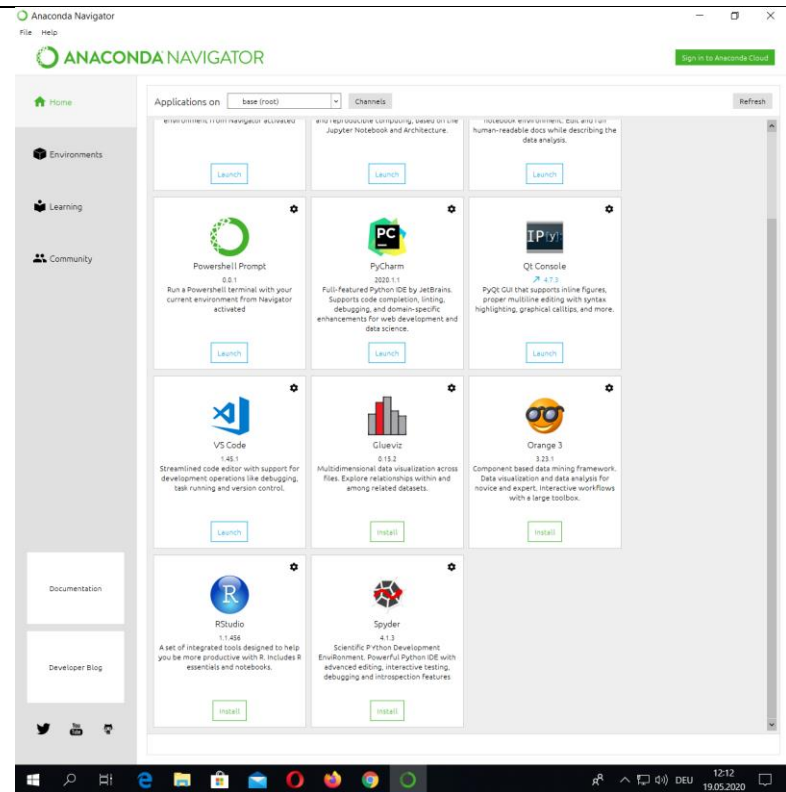 Anaconda Navigator
File Help
ANACONDA NAVIGATOR
Sign in to Anaconda Cloud
Home
Environments
Learning
Community
Documentation
Developer Blog
You
Tube
Applications on base (root) Channels Refresh
environment from Navigator activated
Launch
and reproducible computing, based on the
Jupyter Notebook and Architecture.
Launch
notebook environment. Edit and run
human-readable docs while describing the
data analysis.
Launch
Powershell Prompt
0.0.1
Run a Powershell terminal with your
current environment from Navigator
activated
Launch
PC
PyCharm
2020.1.1
Full-featured Python IDE by JetBrains.
Supports code completion, linting,
debugging, and domain-specific
enhancements for web development and
data science.
Launch
IP[y]:
Qt Console
4.7.3
PyQt GUI that supports inline figures,
proper multiline editing with syntax
highlighting, graphical calltips, and more.
Launch
VS Code
1.45.1
Streamlined code editor with support for
development operations like debugging,
task running and version control.
Launch
Glueviz
0.15.2
Multidimensional data visualization across
files. Explore relationships within and
among related datasets.
Install
Orange 3
3.23.1
Component based data mining framework.
Data visualization and data analysis for
novice and expert. Interactive workflows
with a large toolbox.
Install
R
RStudio
1.1.456
A set of integrated tools designed to help
you be more productive with R. Includes R
essentials and notebooks.
Install
Spyder
4.1.3
Scientific PYthon Development
EnviRonment. Powerful Python IDE with
advanced editing, interactive testing,
debugging and introspection features
Install
DEU
12:12
19.05.2020